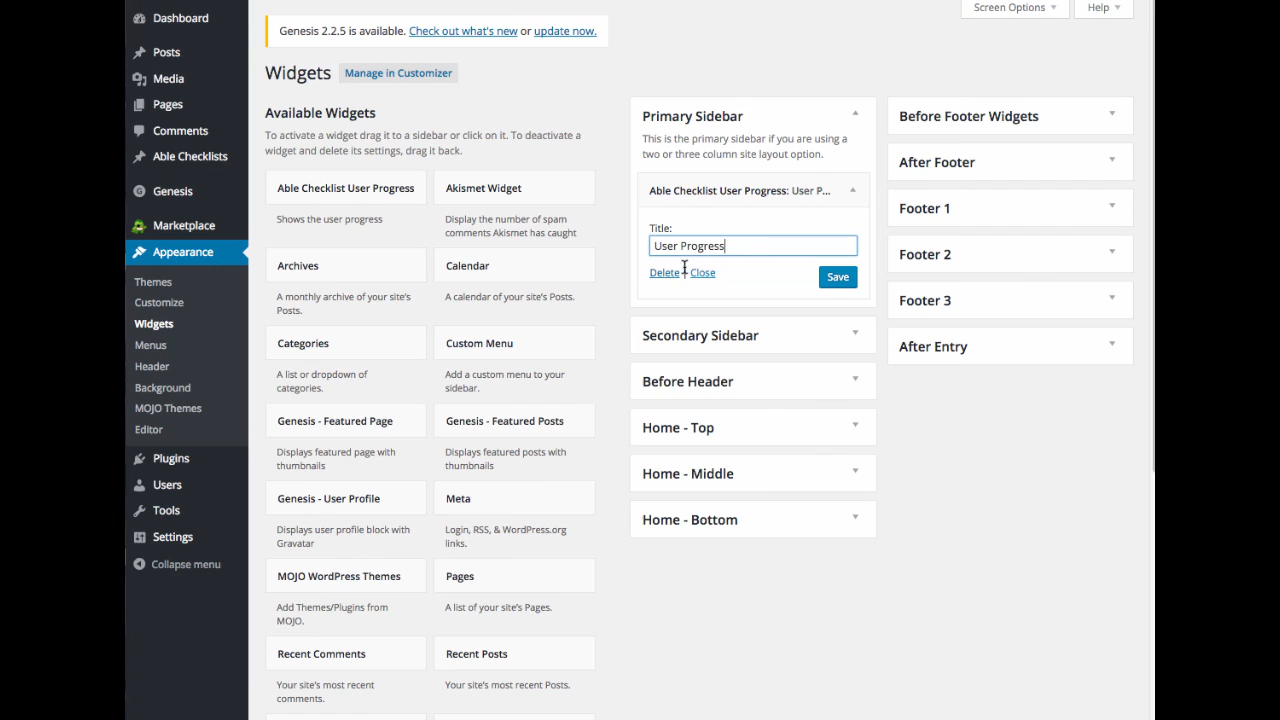 Dashboard
Posts
Media
Pages
Comments
Able Checklists
Genesis
Marketplace
Appearance
Themes
Customize
Widgets
Menus
Header
Background
MOJO Themes
Editor
Plugins
Users
Tools
Settings
Collapse menu
Screen Options
Help
Genesis 2.2.5 is available. Check out what's new or update now.
Widgets
Manage in Customizer
Available Widgets
To activate a widget drag it to a sidebar or click on it. To deactivate a
widget and delete its settings, drag it back.
Able Checklist User Progress
Shows the user progress
Akismet Widget
Display the number of spam
comments Akismet has caught
Archives
A monthly archive of your site's
Posts.
Calendar
A calendar of your site's Posts.
Categories
A list or dropdown of
categories.
Custom Menu
Add a custom menu to your
sidebar.
Genesis - Featured Page
Displays featured page with
thumbnails
Genesis - Featured Posts
Displays featured posts with
thumbnails
Genesis - User Profile
Displays user profile block with
Gravatar
Meta
Login, RSS, & WordPress.org
links.
MOJO WordPress Themes
Add Themes/Plugins from
MOJO.
Pages
A list of your site's Pages.
Recent Comments
Your site's most recent
comments.
Recent Posts
Your site's most recent Posts.
Primary Sidebar
This is the primary sidebar if you are using a
two or three column site layout option.
Able Checklist User Progress: User P...
Title:
User Progress
Delete | Close
Save
Secondary Sidebar
Before Header
Home - Top
Home - Middle
Home - Bottom
Before Footer Widgets
After Footer
Footer 1
Footer 2
Footer 3
After Entry